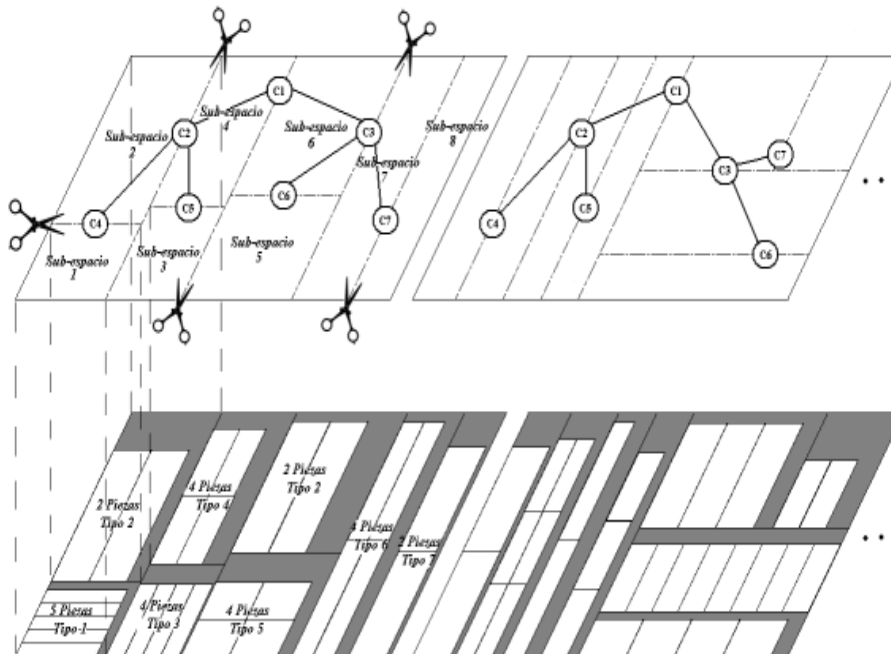 C1
C1
Sub-espacio
4
C2
C3
Sub-espacio
6
Sub-espacio
8
C2
Sub-espacio
2
Sub-espacio
7
C7
C3
C6
C5
C4
C7
C5
C4
Sub-espacio
1
Sub-espacio
3
Sub-espacio
5
C6
2 Piezas
Tipo 2
4 Piezas
Tipo 4
2 Piezas
Tipo 2
4 Piezas
Tipo 6
2 Piezas
Tipo 7
5 Piezas
Tipo 1
4 Piezas
Tipo 3
4 Piezas
Tipo 5